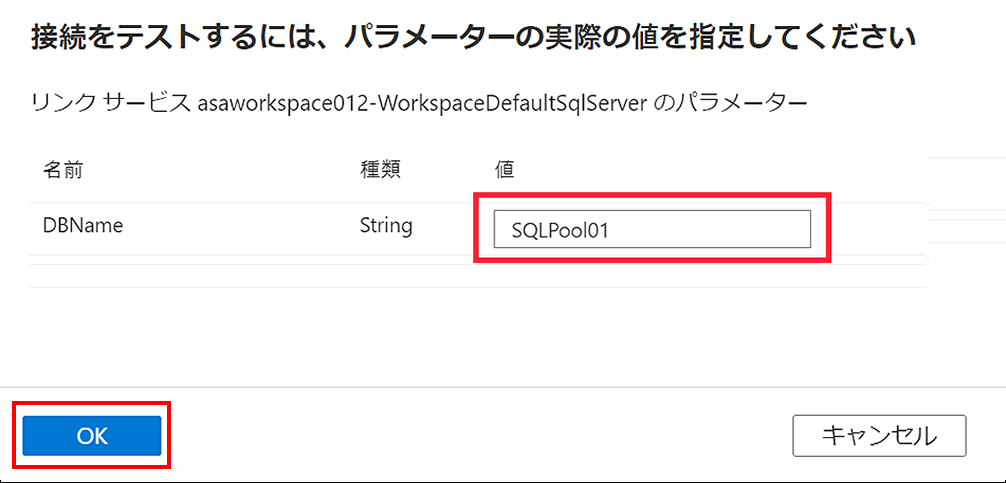 接続をテストするには、パラメーターの実際の値を指定してください
リンク サービス asaworkspace012-WorkspaceDefaultSqlServer のパラメーター
名前 種類 値
DBName String SQLPool01
OK キャンセル